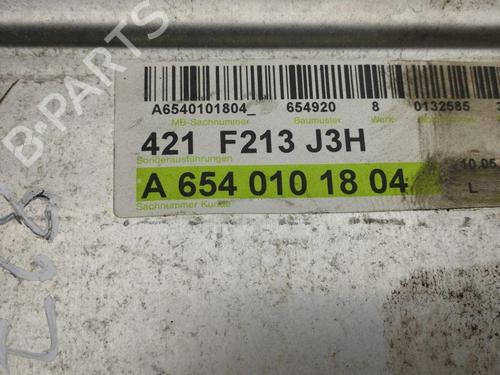 B-PARTS
A6540101804_ 654920 8 0132585
MB-Sachnummer Baumuster Werk
421 F213 J3H
Sonderausführungen
10.05
A 654 010 18 04
L
Sachnummer Kunde